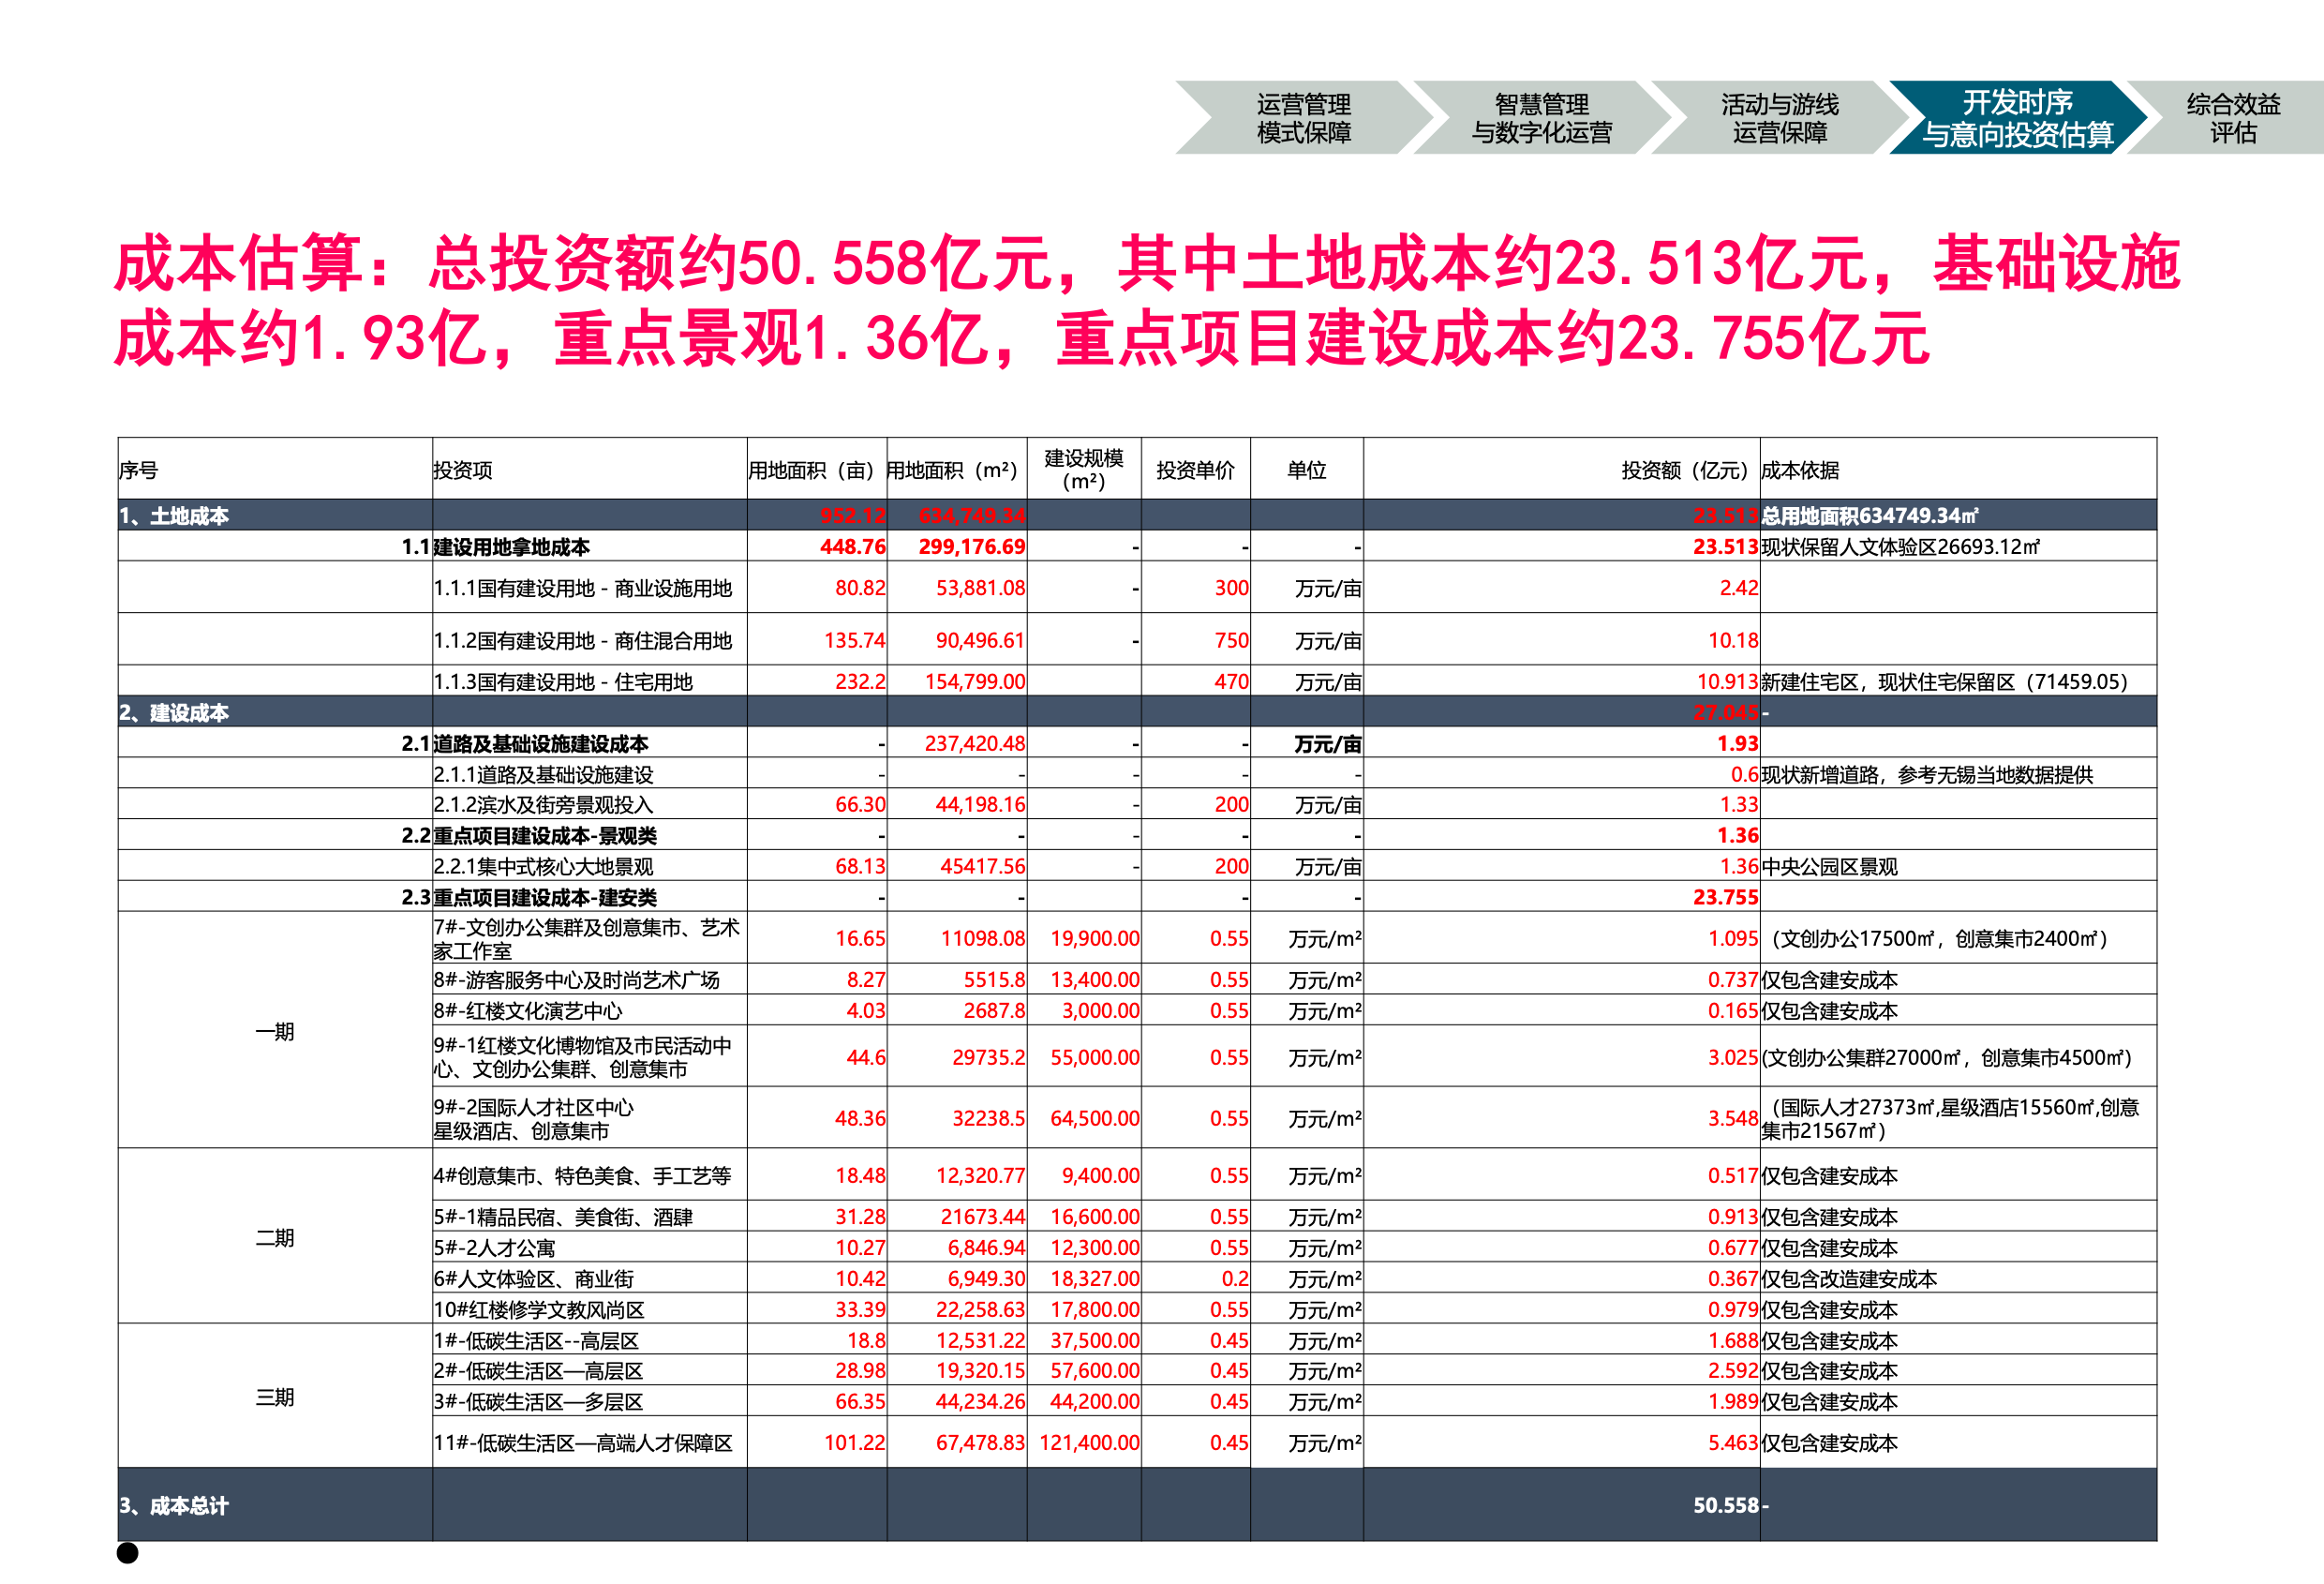 运营管理
模式保障
智慧管理
与数字化运营
活动与游线
运营保障
开发时序
与意向投资估算
综合效益
评估
成本估算：总投资额约50.558亿元，其中土地成本约23.513亿元，基础设施
成本约1.93亿，重点景观1.36亿，重点项目建设成本约23.755亿元
序号 投资项 用地面积（亩） 用地面积（m²） 建设规模（m²） 投资单价 单位 投资额（亿元） 成本依据
1、土地成本 952.12 634,749.34 23.513 总用地面积634749.34㎡
1.1 建设用地拿地成本 448.76 299,176.69 - - - 23.513 现状保留人文体验区26693.12㎡
1.1.1国有建设用地 - 商业设施用地 80.82 53,881.08 - 300 万元/亩 2.42
1.1.2国有建设用地 - 商住混合用地 135.74 90,496.61 - 750 万元/亩 10.18
1.1.3国有建设用地 - 住宅用地 232.2 154,799.00 470 万元/亩 10.913 新建住宅区，现状住宅保留区（71459.05）
2、建设成本 27.045 -
2.1 道路及基础设施建设成本 - 237,420.48 - - 万元/亩 1.93
2.1.1道路及基础设施建设 - - - - - 0.6 现状新增道路，参考无锡当地数据提供
2.1.2滨水及街旁景观投入 66.30 44,198.16 - 200 万元/亩 1.33
2.2 重点项目建设成本-景观类 - - - - - 1.36
2.2.1集中式核心大地景观 68.13 45417.56 - 200 万元/亩 1.36 中央公园区景观
2.3 重点项目建设成本-建安类 - - - - 23.755
一期
7#-文创办公集群及创意集市、艺术
家工作室 16.65 11098.08 19,900.00 0.55 万元/m² 1.095 （文创办公17500㎡，创意集市2400㎡）
8#-游客服务中心及时尚艺术广场 8.27 5515.8 13,400.00 0.55 万元/m² 0.737 仅包含建安成本
8#-红楼文化演艺中心 4.03 2687.8 3,000.00 0.55 万元/m² 0.165 仅包含建安成本
9#-1红楼文化博物馆及市民活动中
心、文创办公集群、创意集市 44.6 29735.2 55,000.00 0.55 万元/m² 3.025 (文创办公集群27000㎡，创意集市4500㎡)
9#-2国际人才社区中心
星级酒店、创意集市 48.36 32238.5 64,500.00 0.55 万元/m² 3.548 （国际人才27373㎡,星级酒店15560㎡,创意
集市21567㎡）
二期
4#创意集市、特色美食、手工艺等 18.48 12,320.77 9,400.00 0.55 万元/m² 0.517 仅包含建安成本
5#-1精品民宿、美食街、酒肆 31.28 21673.44 16,600.00 0.55 万元/m² 0.913 仅包含建安成本
5#-2人才公寓 10.27 6,846.94 12,300.00 0.55 万元/m² 0.677 仅包含建安成本
6#人文体验区、商业街 10.42 6,949.30 18,327.00 0.2 万元/m² 0.367 仅包含改造建安成本
10#红楼修学文教风尚区 33.39 22,258.63 17,800.00 0.55 万元/m² 0.979 仅包含建安成本
三期
1#-低碳生活区--高层区 18.8 12,531.22 37,500.00 0.45 万元/m² 1.688 仅包含建安成本
2#-低碳生活区—高层区 28.98 19,320.15 57,600.00 0.45 万元/m² 2.592 仅包含建安成本
3#-低碳生活区—多层区 66.35 44,234.26 44,200.00 0.45 万元/m² 1.989 仅包含建安成本
11#-低碳生活区—高端人才保障区 101.22 67,478.83 121,400.00 0.45 万元/m² 5.463 仅包含建安成本
3、成本总计 50.558 -